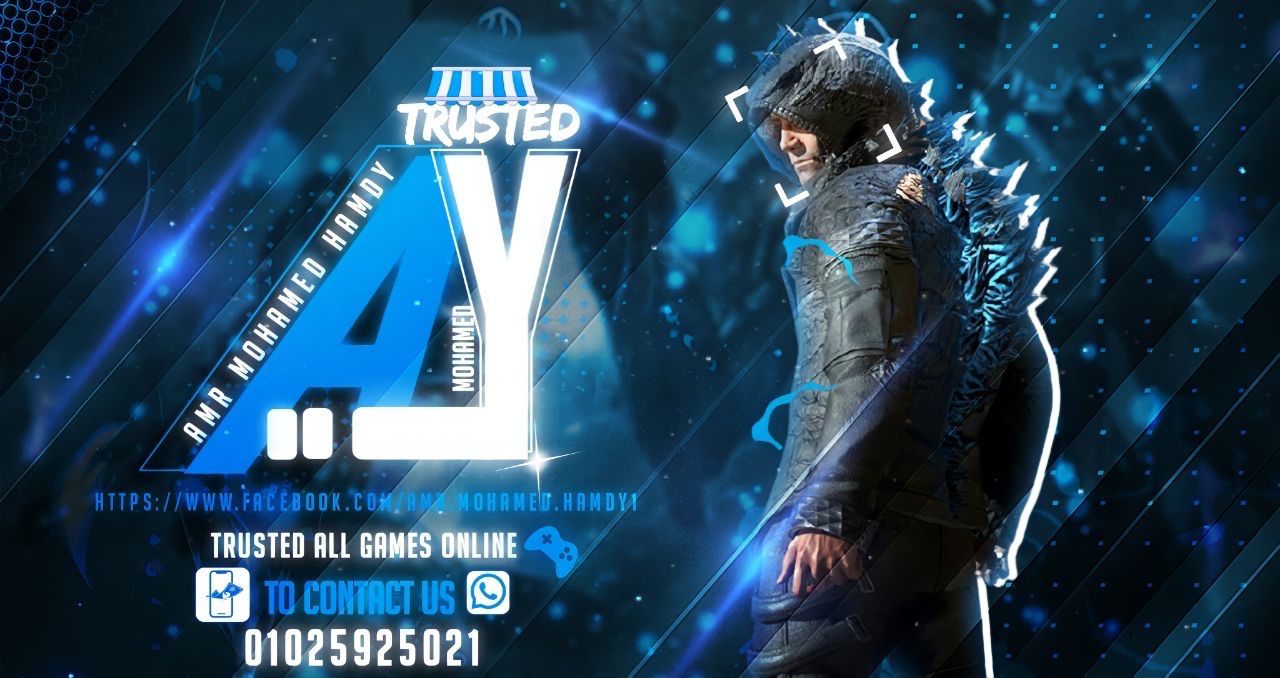 TRUSTED
AMR MOHAMED HAMDY
AY
MOHAMED
HTTPS://WWW.FACEBOOK.COM/AMR.MOHAMED.HAMDY1
TRUSTED ALL GAMES ONLINE
TO CONTACT US
01025925021